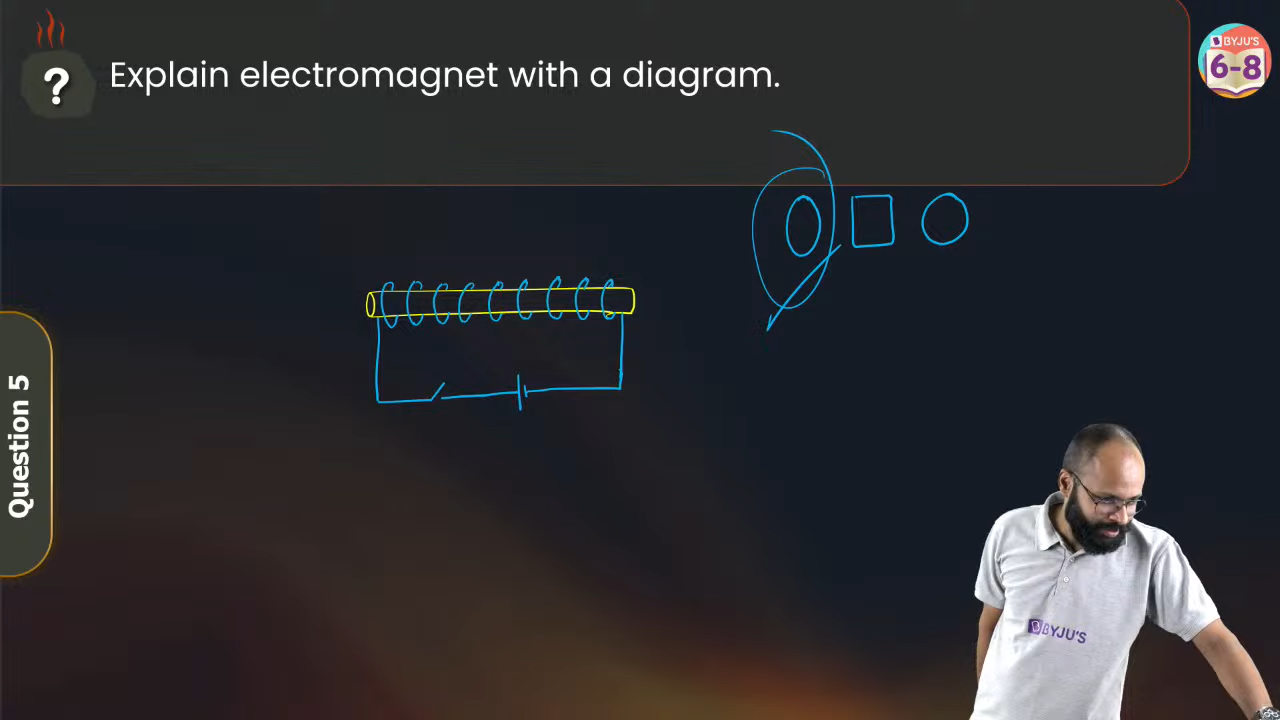 Explain electromagnet with a diagram.
?
BYJU'S
6-8
Question 5
BYJU'S